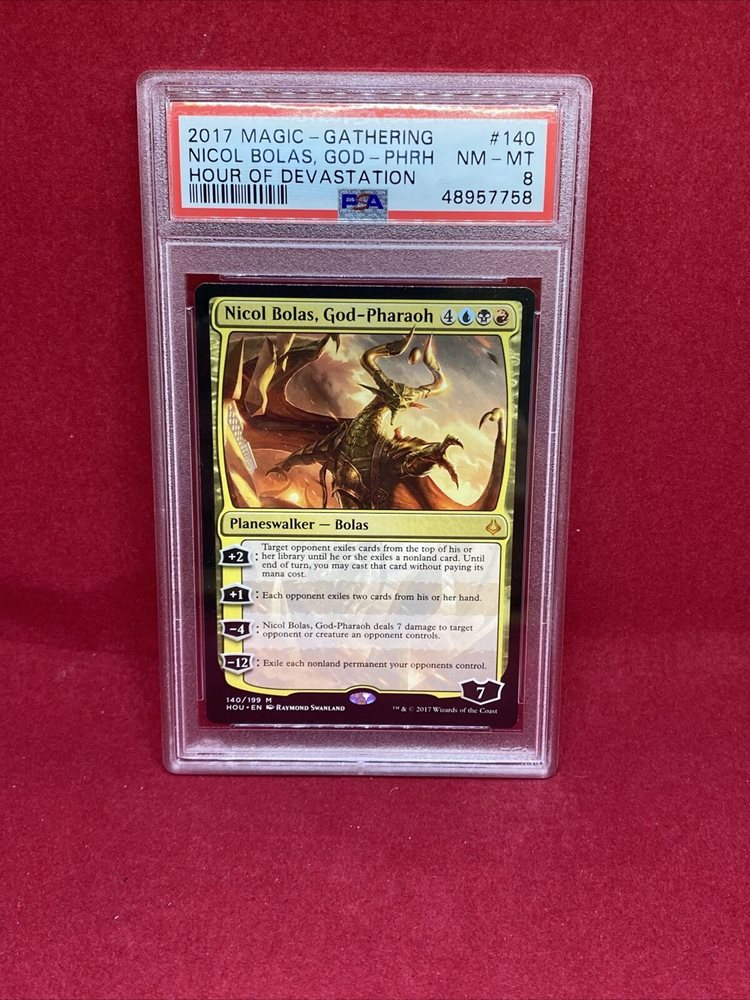 2017 MAGIC-GATHERING #140
NICOL BOLAS, GOD-PHRH NM-MT
HOUR OF DEVASTATION 8
PSA 48957758
Nicol Bolas, God-Pharaoh 4
Planeswalker — Bolas
+2 : Target opponent exiles cards from the top of his or
her library until he or she exiles a nonland card. Until
end of turn, you may cast that card without paying its
mana cost.
+1 : Each opponent exiles two cards from his or her hand.
-4 : Nicol Bolas, God-Pharaoh deals 7 damage to target
opponent or creature an opponent controls.
-12 : Exile each nonland permanent your opponents control.
7
140/199 M
HOU • EN RAYMOND SWANLAND ™ & © 2017 Wizards of the Coast